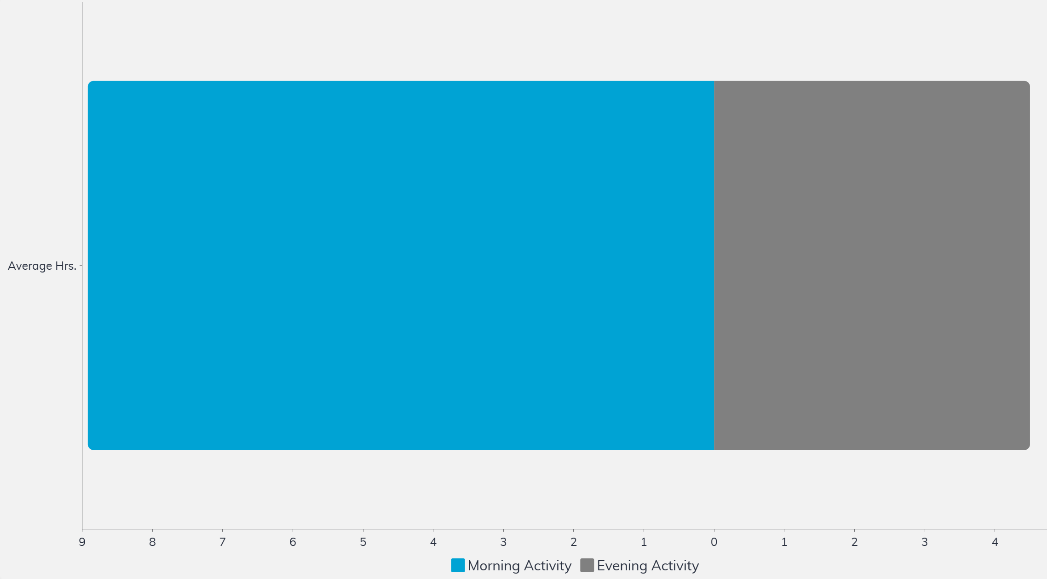 Average Hrs.
9 8 7 6 5 4 3 2 1 0 1 2 3 4
Morning Activity Evening Activity